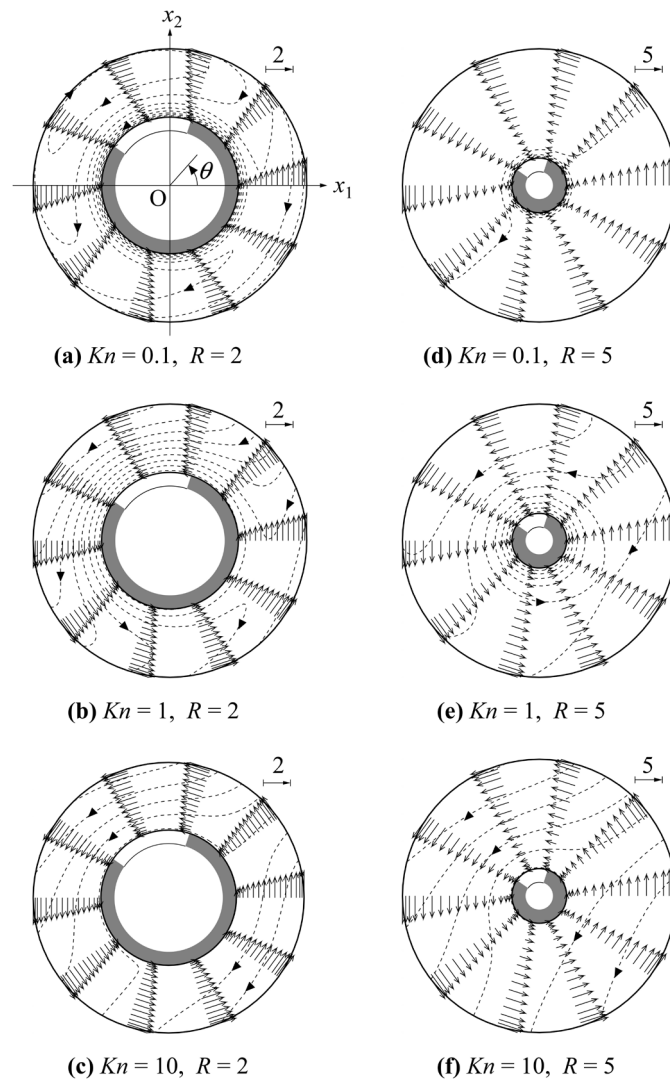 x₂
2
5
θ
O
x₁
(a) Kn = 0.1, R = 2
(d) Kn = 0.1, R = 5
2
5
(b) Kn = 1, R = 2
(e) Kn = 1, R = 5
2
5
(c) Kn = 10, R = 2
(f) Kn = 10, R = 5